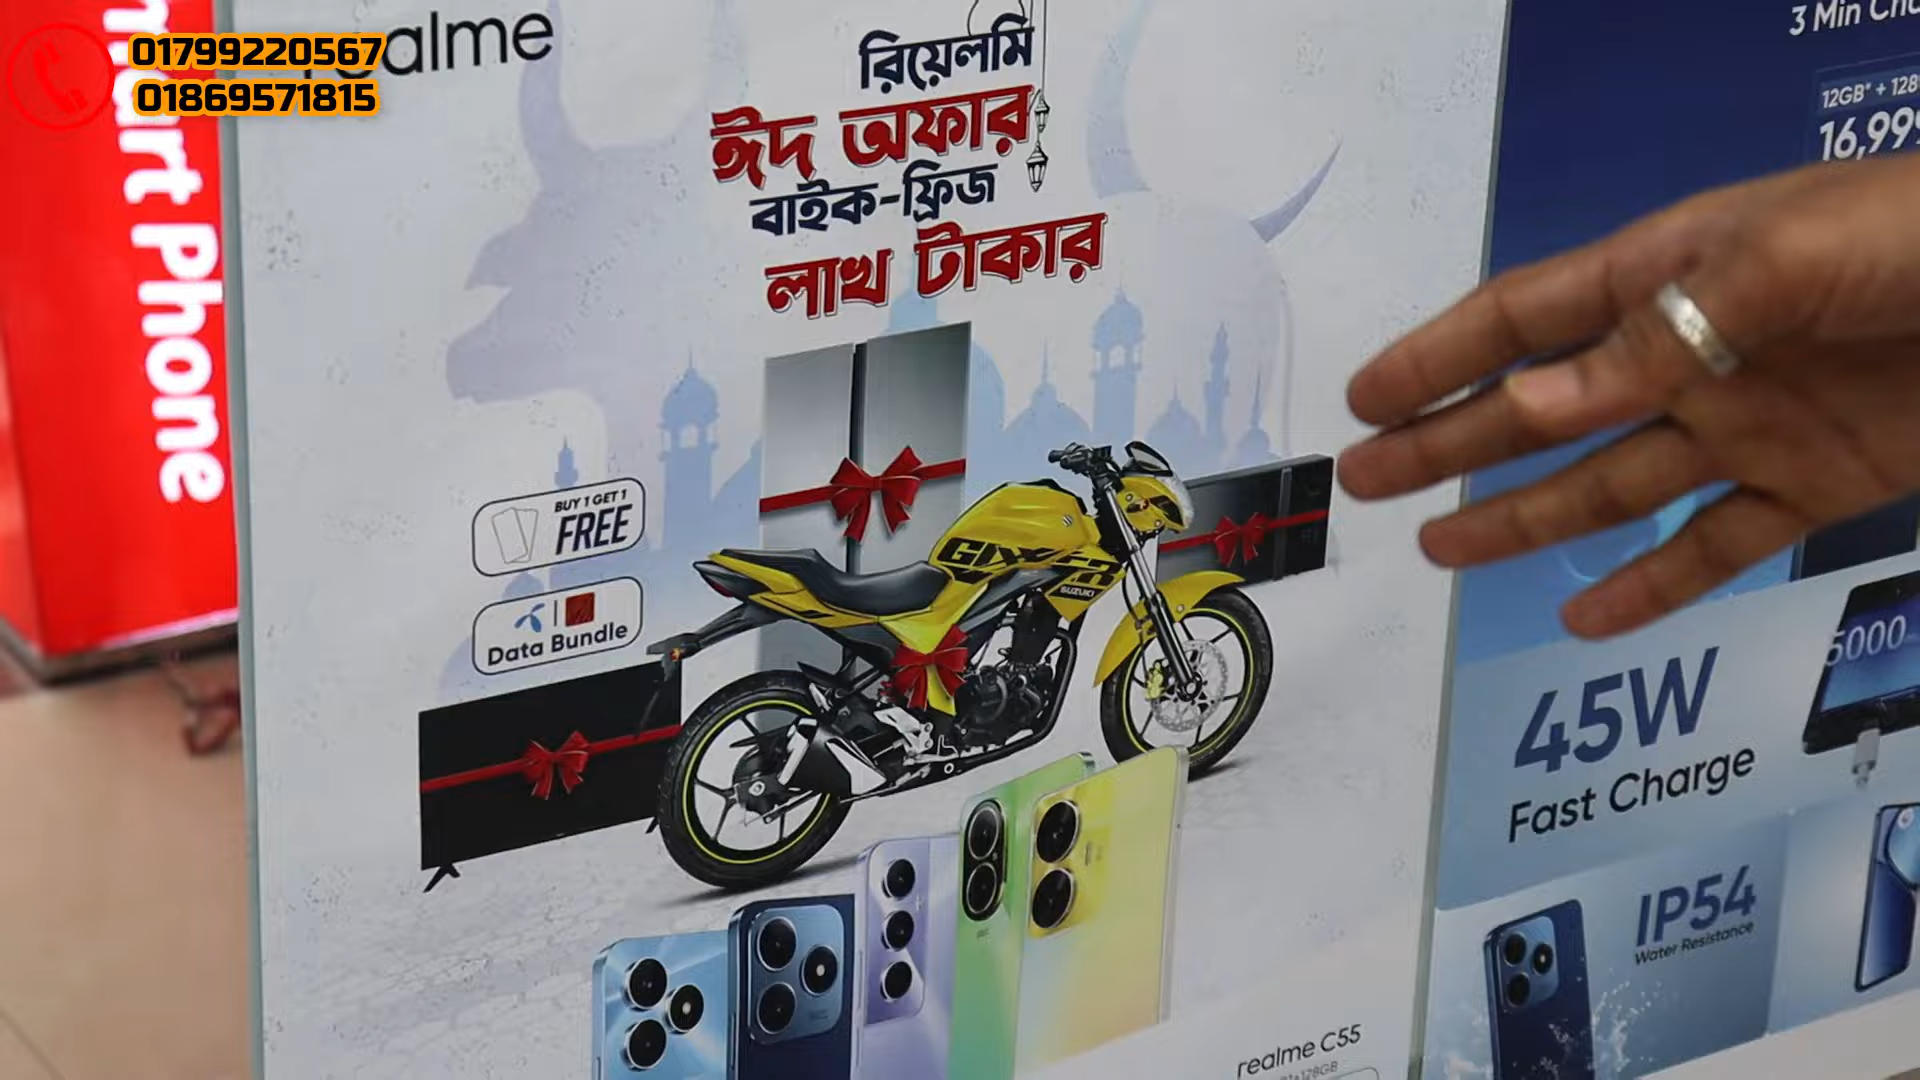 01799220567
01869571815
realme
Smart Phone
রিয়েলমি
ঈদ অফার
বাইক-ফ্রিজ
লাখ টাকার
BUY 1 GET 1
FREE
Data Bundle
GIXXER
SUZUKI
realme C55
3 Min
12GB* + 128
16,999
45W
Fast Charge
5000
IP54
Water Resistance